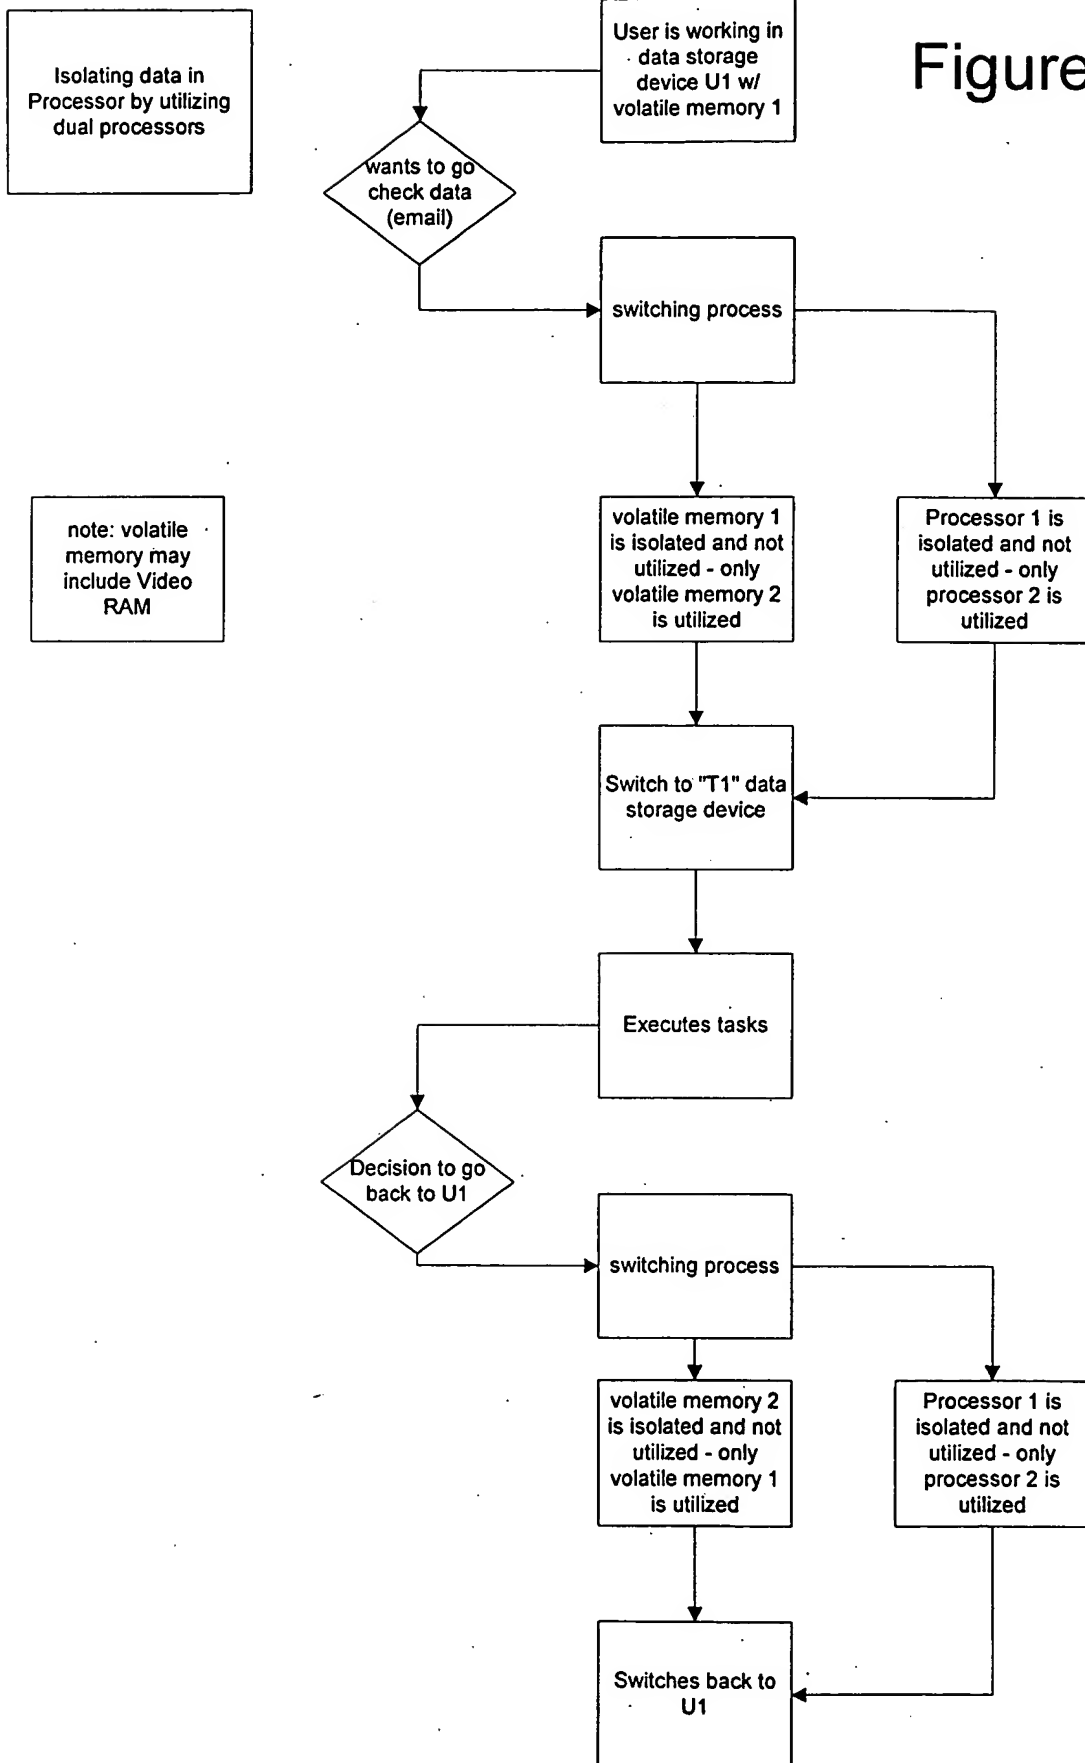 Isolating data in
Processor by utilizing
dual processors
User is working in
data storage
device U1 w/
volatile memory 1
Figure
wants to go
check data
(email)
switching process
note: volatile
memory may
include Video
RAM
volatile memory 1
is isolated and not
utilized - only
volatile memory 2
is utilized
Processor 1 is
isolated and not
utilized - only
processor 2 is
utilized
Switch to "T1" data
storage device
Executes tasks
Decision to go
back to U1
switching process
volatile memory 2
is isolated and not
utilized - only
volatile memory 1
is utilized
Processor 1 is
isolated and not
utilized - only
processor 2 is
utilized
Switches back to
U1